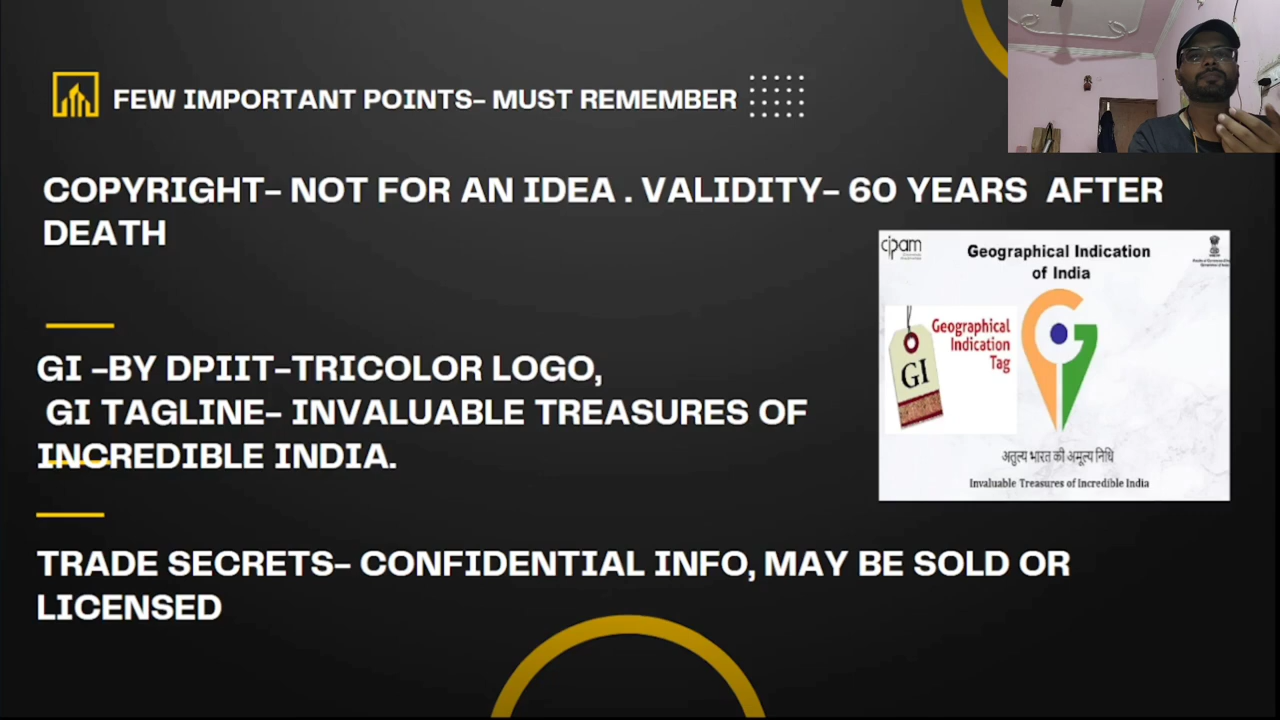 FEW IMPORTANT POINTS- MUST REMEMBER
COPYRIGHT- NOT FOR AN IDEA . VALIDITY- 60 YEARS AFTER
DEATH
cipam
Geographical Indication
of India
Geographical
Indication
Tag
GI
अतुल्य भारत की अमूल्य निधि
Invaluable Treasures of Incredible India
GI -BY DPIIT-TRICOLOR LOGO,
GI TAGLINE- INVALUABLE TREASURES OF
INCREDIBLE INDIA.
TRADE SECRETS- CONFIDENTIAL INFO, MAY BE SOLD OR
LICENSED